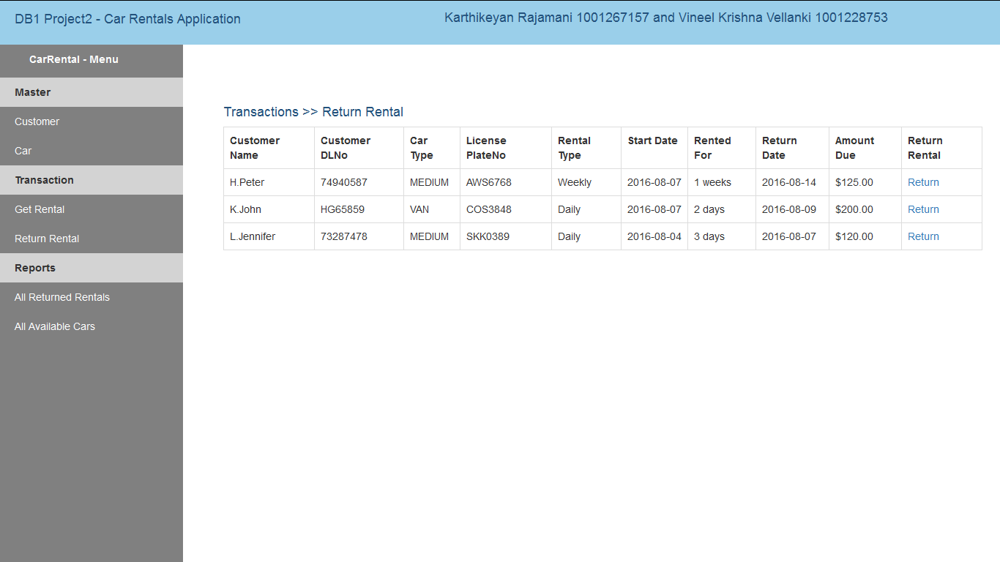 DB1 Project2 - Car Rentals Application
Karthikeyan Rajamani 1001267157 and Vineel Krishna Vellanki 1001228753
CarRental - Menu
Master
Customer
Car
Transaction
Get Rental
Return Rental
Reports
All Returned Rentals
All Available Cars
Transactions >> Return Rental
Customer Name Customer DLNo Car Type License PlateNo Rental Type Start Date Rented For Return Date Amount Due Return Rental
H.Peter 74940587 MEDIUM AWS6768 Weekly 2016-08-07 1 weeks 2016-08-14 $125.00 Return
K.John HG65859 VAN COS3848 Daily 2016-08-07 2 days 2016-08-09 $200.00 Return
L.Jennifer 73287478 MEDIUM SKK0389 Daily 2016-08-04 3 days 2016-08-07 $120.00 Return